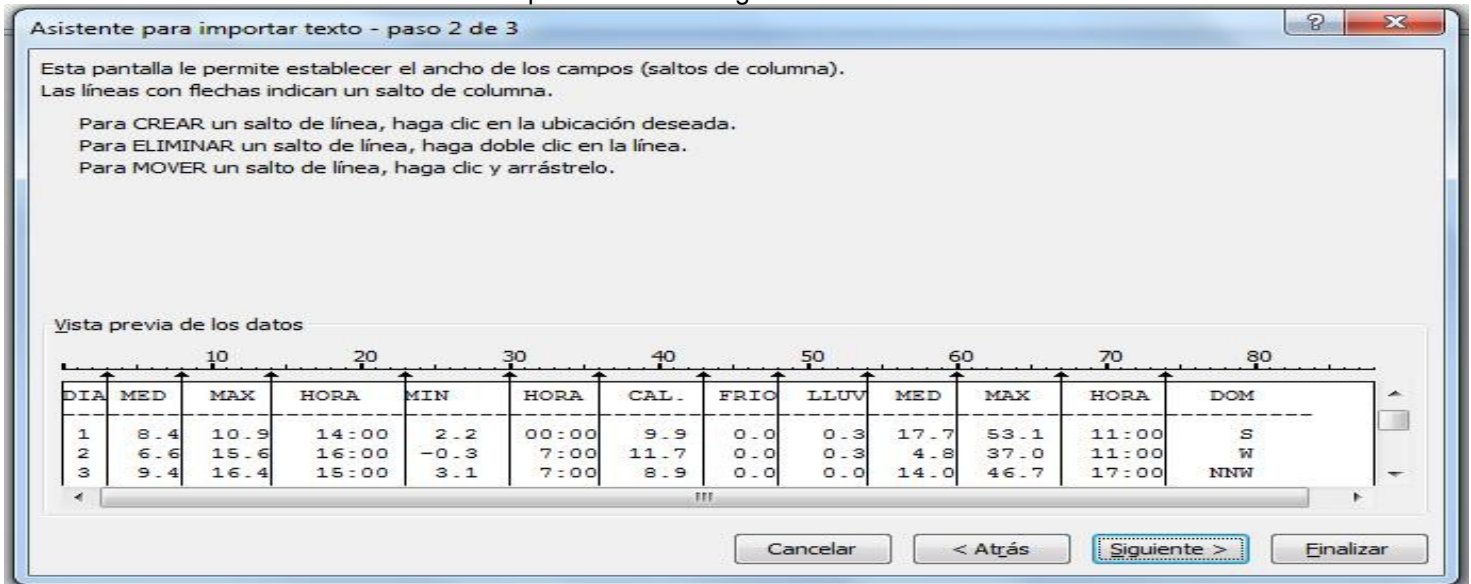 Asistente para importar texto - paso 2 de 3
Esta pantalla le permite establecer el ancho de los campos (saltos de columna).
Las líneas con flechas indican un salto de columna.
Para CREAR un salto de línea, haga clic en la ubicación deseada.
Para ELIMINAR un salto de línea, haga doble clic en la línea.
Para MOVER un salto de línea, haga clic y arrástrelo.
Vista previa de los datos
10 20 30 40 50 60 70 80
DIA MED MAX HORA MIN HORA CAL. FRIO LLUV MED MAX HORA DOM
1 8.4 10.9 14:00 2.2 00:00 9.9 0.0 0.3 17.7 53.1 11:00 S
2 6.6 15.6 16:00 -0.3 7:00 11.7 0.0 0.3 4.8 37.0 11:00 W
3 9.4 16.4 15:00 3.1 7:00 8.9 0.0 0.0 14.0 46.7 17:00 NNW
Cancelar < Atrás Siguiente > Finalizar